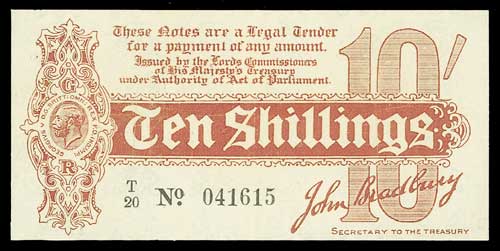 These Notes are a Legal Tender
for a payment of any amount.
Issued by the Lords Commissioners
of His Majesty's Treasury
under Authority of Act of Parliament.
10/
G
R
Ten Shillings
T
20 No. 041615
John Bradbury
10
SECRETARY TO THE TREASURY